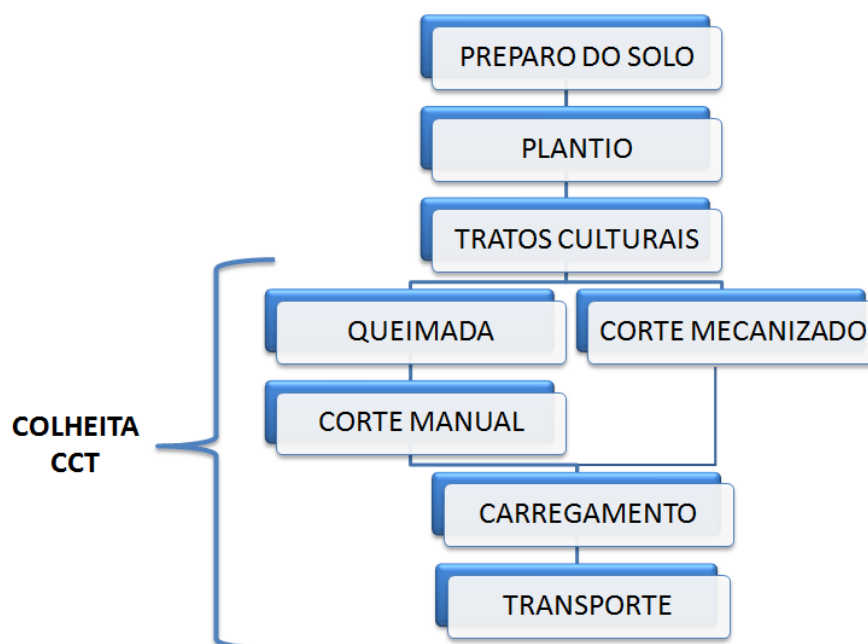 PREPARO DO SOLO
PLANTIO
TRATOS CULTURAIS
QUEIMADA
CORTE MECANIZADO
CORTE MANUAL
COLHEITA
CCT
CARREGAMENTO
TRANSPORTE